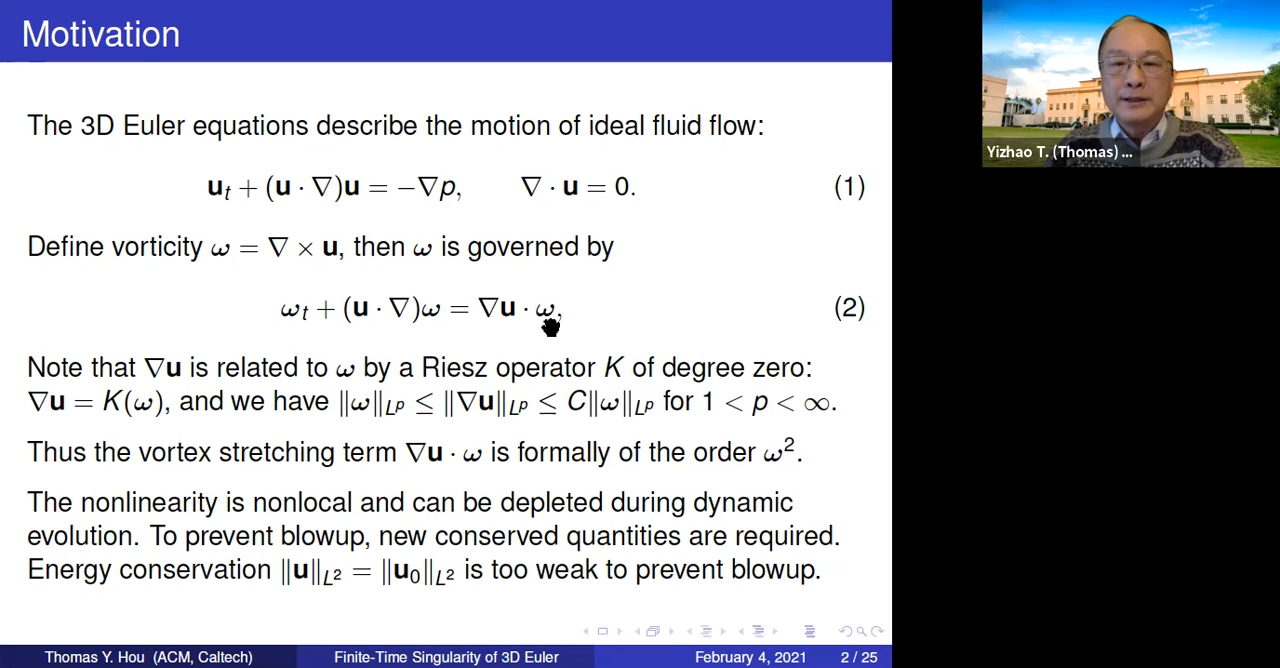 Motivation
The 3D Euler equations describe the motion of ideal fluid flow:
𝐮ₜ + (𝐮 · ∇)𝐮 = −∇p,  ∇ · 𝐮 = 0.  (1)
Define vorticity ω = ∇ × 𝐮, then ω is governed by
ωₜ + (𝐮 · ∇)ω = ∇𝐮 · ω,  (2)
Note that ∇𝐮 is related to ω by a Riesz operator K of degree zero:
∇𝐮 = K(ω), and we have ‖ω‖_{L^p} ≤ ‖∇𝐮‖_{L^p} ≤ C‖ω‖_{L^p} for 1 < p < ∞.
Thus the vortex stretching term ∇𝐮 · ω is formally of the order ω².
The nonlinearity is nonlocal and can be depleted during dynamic
evolution. To prevent blowup, new conserved quantities are required.
Energy conservation ‖𝐮‖_{L²} = ‖𝐮₀‖_{L²} is too weak to prevent blowup.
Thomas Y. Hou (ACM, Caltech) Finite-Time Singularity of 3D Euler February 4, 2021 2 / 25
Yizhao T. (Thomas) ...